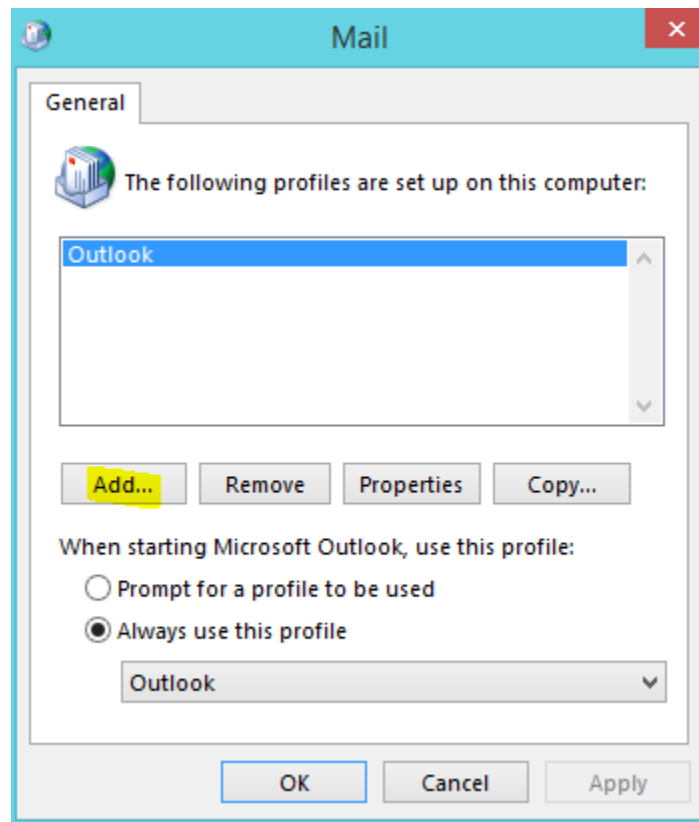 Mail
General
The following profiles are set up on this computer:
Outlook
Add... Remove Properties Copy...
When starting Microsoft Outlook, use this profile:
Prompt for a profile to be used
Always use this profile
Outlook
OK Cancel Apply